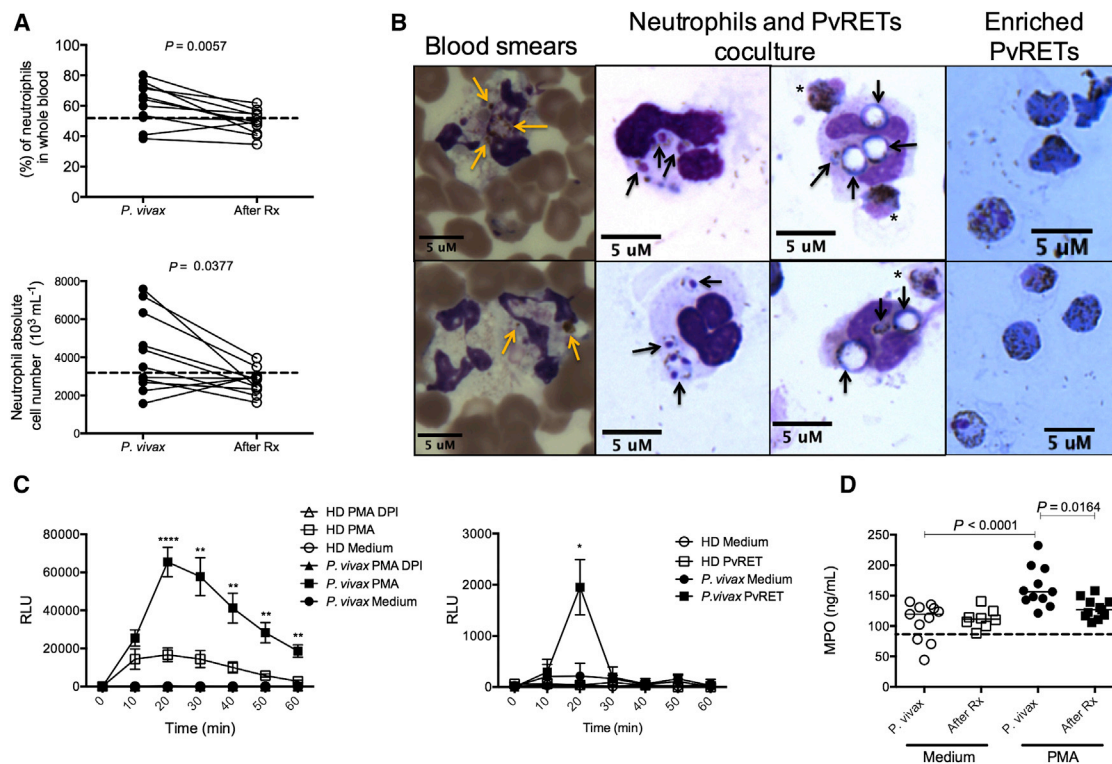 A
100
80
60
40
20
0
(%) of neutroiphils
in whole blood
P = 0.0057
P. vivax
After Rx
8000
6000
4000
2000
0
Neutrophil absolute
cell number (10³ mL⁻¹)
P = 0.0377
P. vivax
After Rx
B
Blood smears
Neutrophils and PvRETs
coculture
Enriched
PvRETs
*
*
5 uM
5 uM
5 uM
5 uM
*
5 uM
5 uM
5 uM
5 uM
C
RLU
80000
60000
40000
20000
0
****
**
**
**
**
0
10
20
30
40
50
60
Time (min)
HD PMA DPI
HD PMA
HD Medium
P. vivax PMA DPI
P. vivax PMA
P. vivax Medium
RLU
3000
2000
1000
0
*
0
10
20
30
40
50
60
Time (min)
HD Medium
HD PvRET
P. vivax Medium
P.vivax PvRET
D
MPO (ng/mL)
250
200
150
100
50
0
P < 0.0001
P = 0.0164
P. vivax
After Rx
P. vivax
After Rx
Medium
PMA